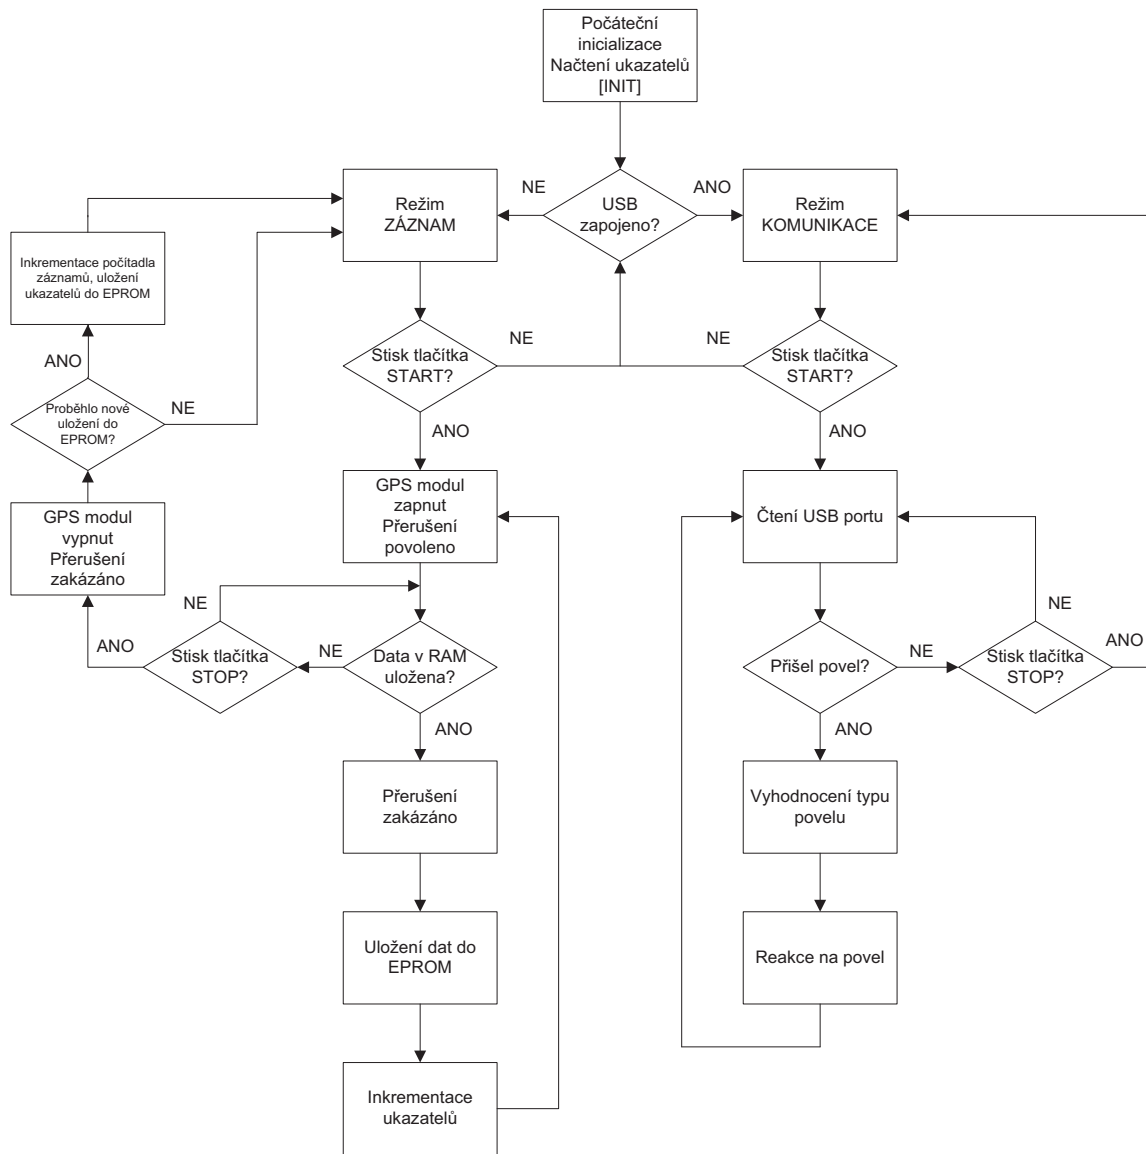 Počáteční
inicializace
Načtení ukazatelů
[INIT]
Režim
ZÁZNAM
NE
USB
zapojeno?
ANO
Režim
KOMUNIKACE
Inkrementace počítadla
záznamů, uložení
ukazatelů do EPROM
ANO
Stisk tlačítka
START?
NE
NE
Stisk tlačítka
START?
Proběhlo nové
uložení do
EPROM?
NE
ANO
ANO
GPS modul
vypnut
Přerušení
zakázáno
GPS modul
zapnut
Přerušení
povoleno
Čtení USB portu
NE
NE
ANO
Stisk tlačítka
STOP?
NE
Data v RAM
uložena?
Přišel povel?
NE
Stisk tlačítka
STOP?
ANO
ANO
ANO
Přerušení
zakázáno
Vyhodnocení typu
povelu
Uložení dat do
EPROM
Reakce na povel
Inkrementace
ukazatelů